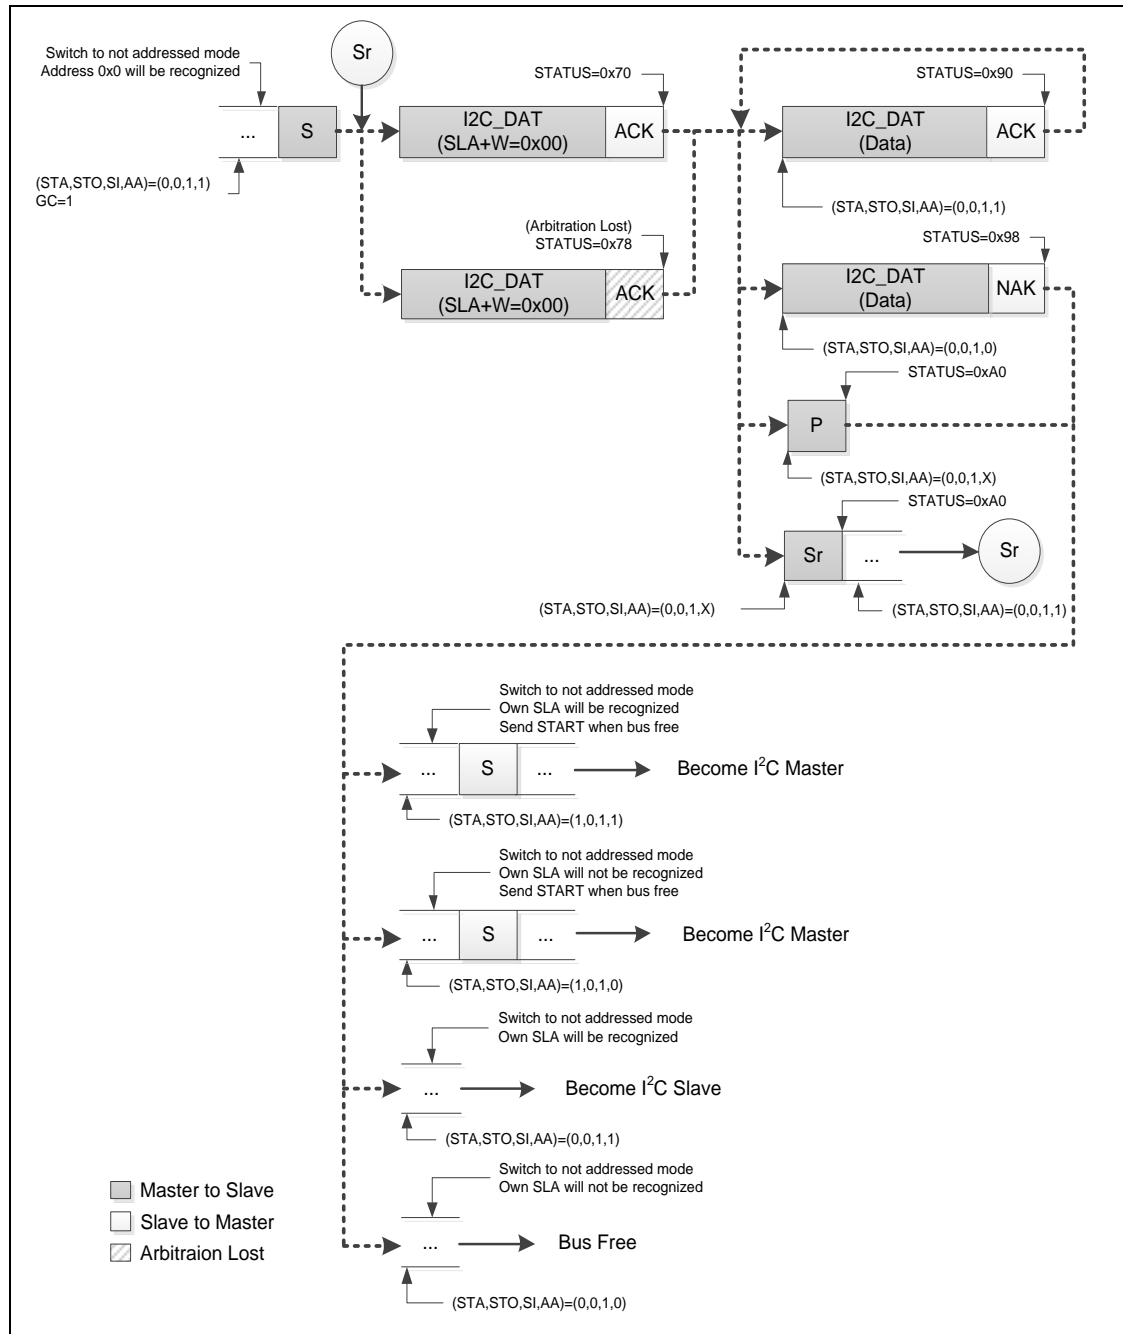 Switch to not addressed mode
Address 0x0 will be recognized
Sr
STATUS=0x70
STATUS=0x90
...
S
I2C_DAT
(SLA+W=0x00)
ACK
I2C_DAT
(Data)
ACK
(STA,STO,SI,AA)=(0,0,1,1)
GC=1
(STA,STO,SI,AA)=(0,0,1,1)
(Arbitration Lost)
STATUS=0x78
STATUS=0x98
I2C_DAT
(SLA+W=0x00)
ACK
I2C_DAT
(Data)
NAK
(STA,STO,SI,AA)=(0,0,1,0)
STATUS=0xA0
P
(STA,STO,SI,AA)=(0,0,1,X)
STATUS=0xA0
Sr
...
Sr
(STA,STO,SI,AA)=(0,0,1,X)
(STA,STO,SI,AA)=(0,0,1,1)
Switch to not addressed mode
Own SLA will be recognized
Send START when bus free
...
S
...
Become I²C Master
(STA,STO,SI,AA)=(1,0,1,1)
Switch to not addressed mode
Own SLA will not be recognized
Send START when bus free
...
S
...
Become I²C Master
(STA,STO,SI,AA)=(1,0,1,0)
Switch to not addressed mode
Own SLA will be recognized
...
Become I²C Slave
(STA,STO,SI,AA)=(0,0,1,1)
Switch to not addressed mode
Own SLA will not be recognized
...
Bus Free
(STA,STO,SI,AA)=(0,0,1,0)
Master to Slave
Slave to Master
Arbitraion Lost